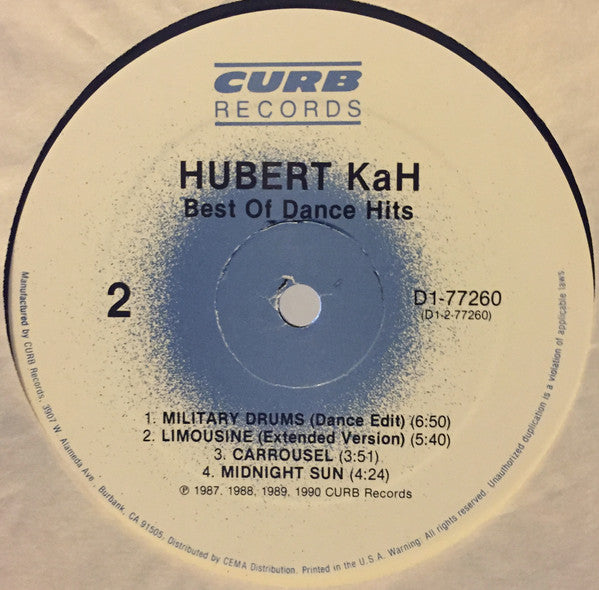 CURB
RECORDS
HUBERT KaH
Best Of Dance Hits
2
D1-77260
(D1-2-77260)
1. MILITARY DRUMS (Dance Edit) (6:50)
2. LIMOUSINE (Extended Version) (5:40)
3. CARROUSEL (3:51)
4. MIDNIGHT SUN (4:24)
℗ 1987, 1988, 1989, 1990 CURB Records
Manufactured by CURB Records, 3907 W. Alameda Ave., Burbank, CA 91505, Distributed by CEMA Distribution. Printed in the U.S.A. Warning: All rights reserved. Unauthorized duplication is a violation of applicable laws